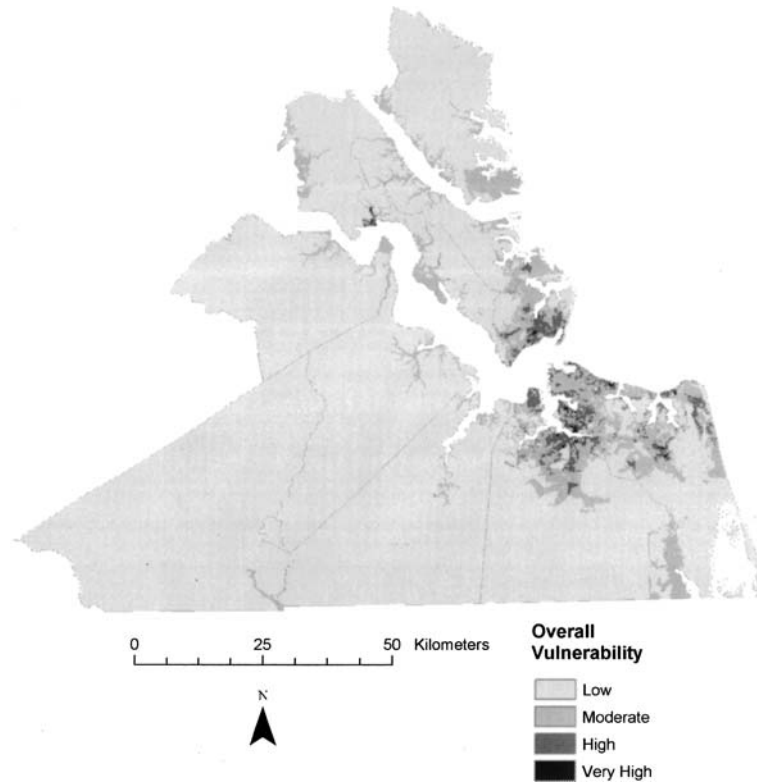 0 25 50 Kilometers
N
Overall
Vulnerability
Low
Moderate
High
Very High